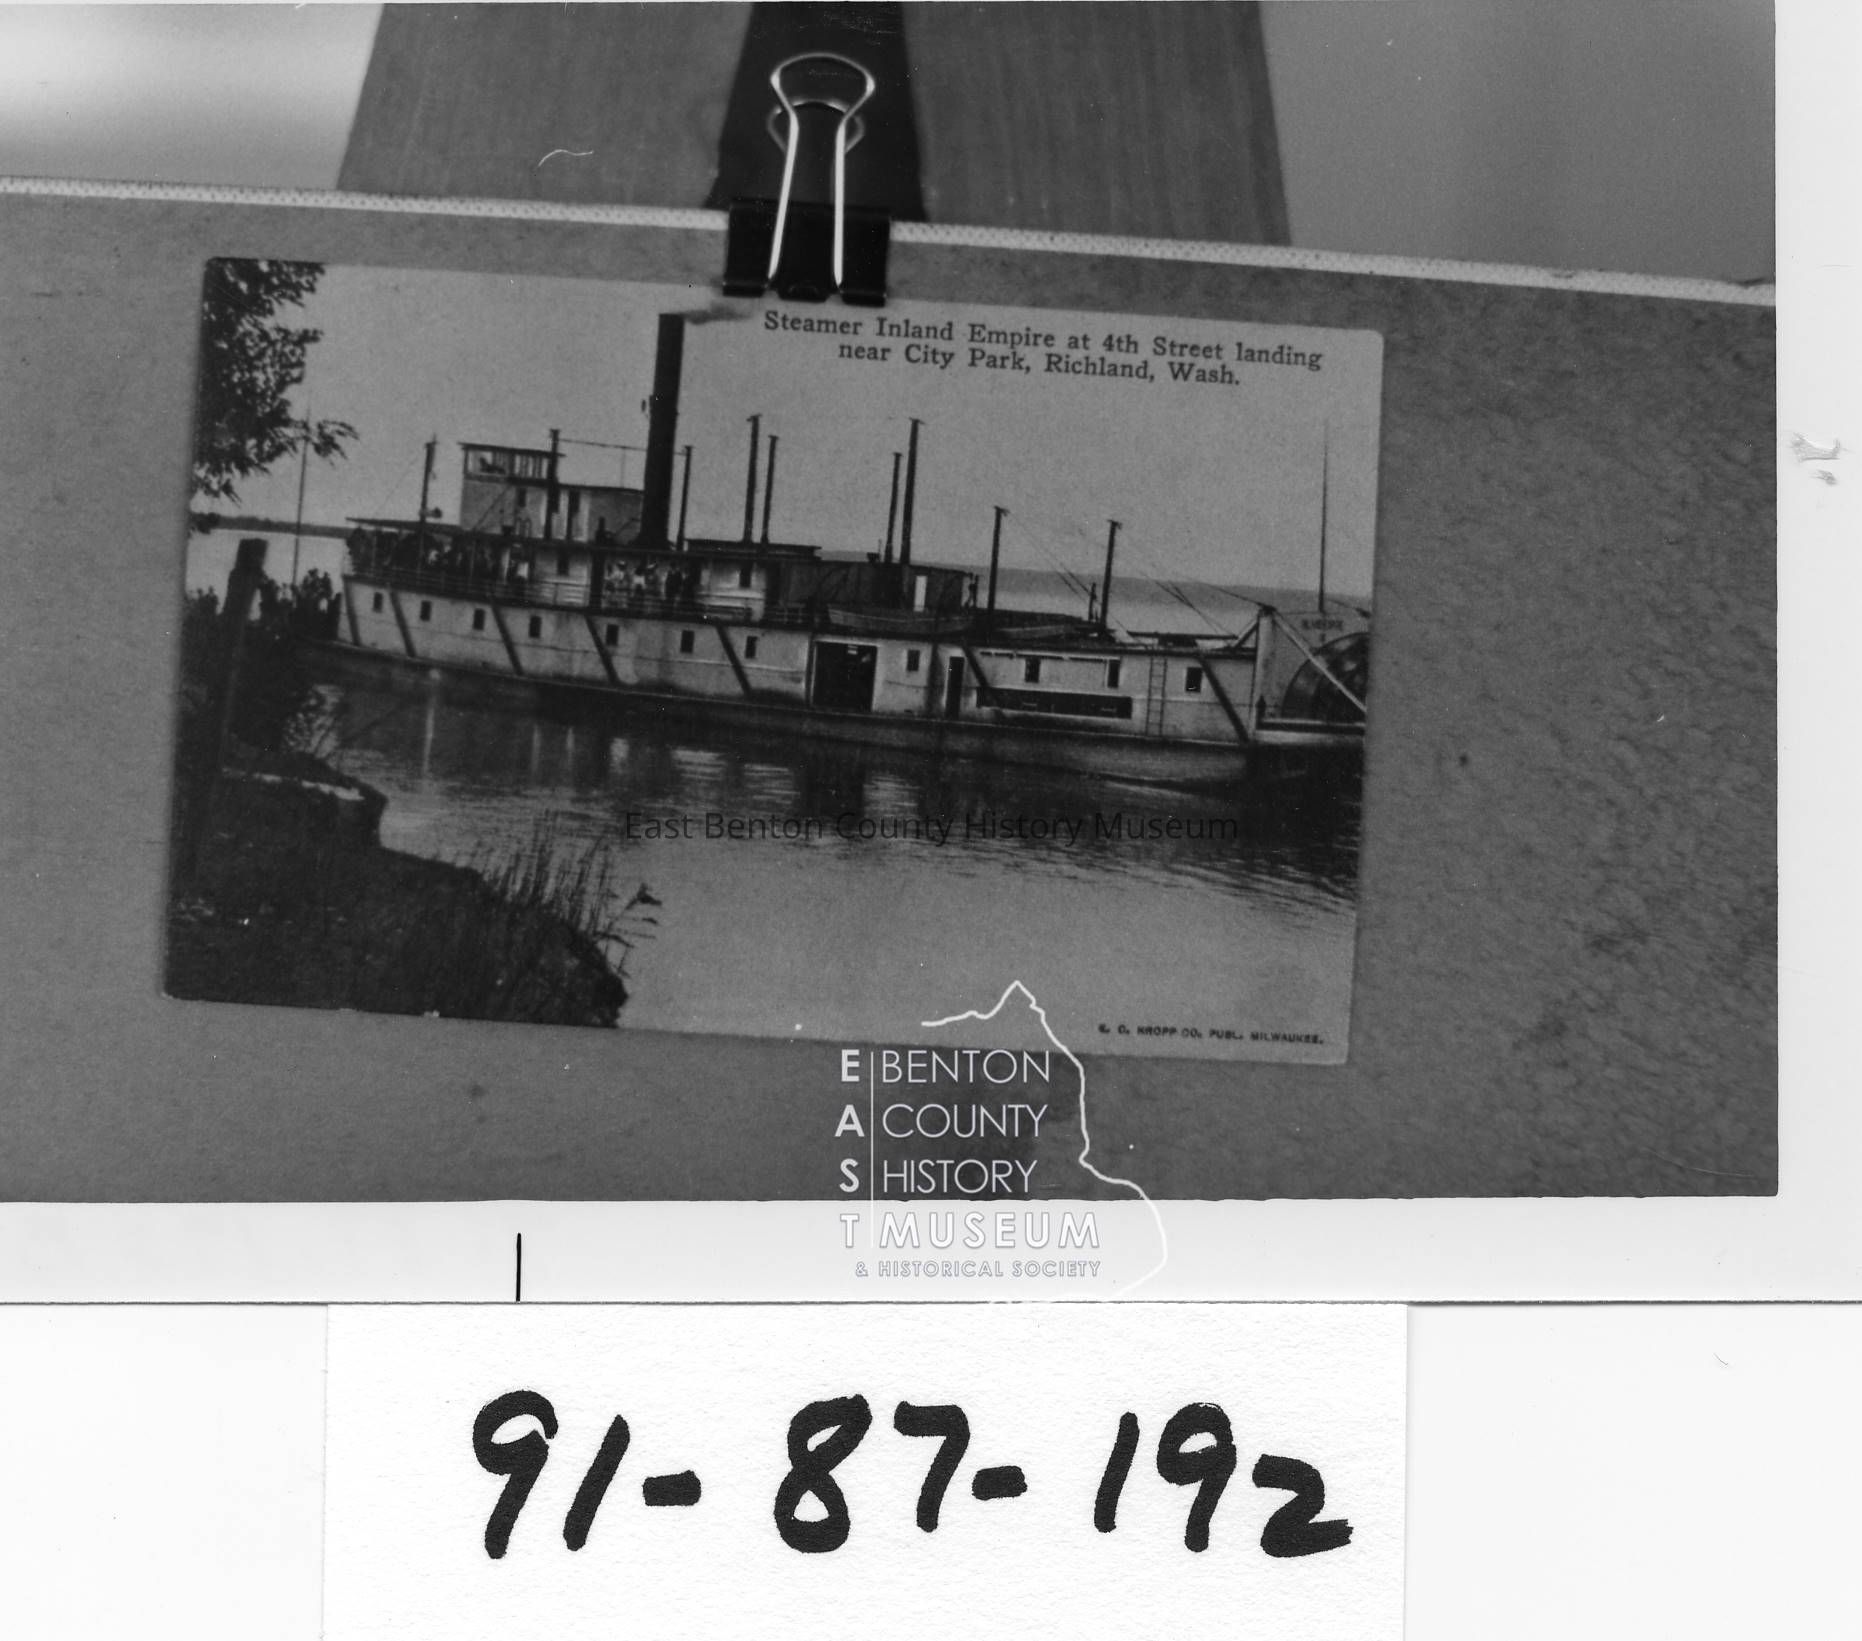 Steamer Inland Empire at 4th Street landing
near City Park, Richland, Wash.
East Benton County History Museum
E. C. KROPP CO. PUBL. MILWAUKEE.
E BENTON
A COUNTY
S HISTORY
T MUSEUM
& HISTORICAL SOCIETY
91-87-192